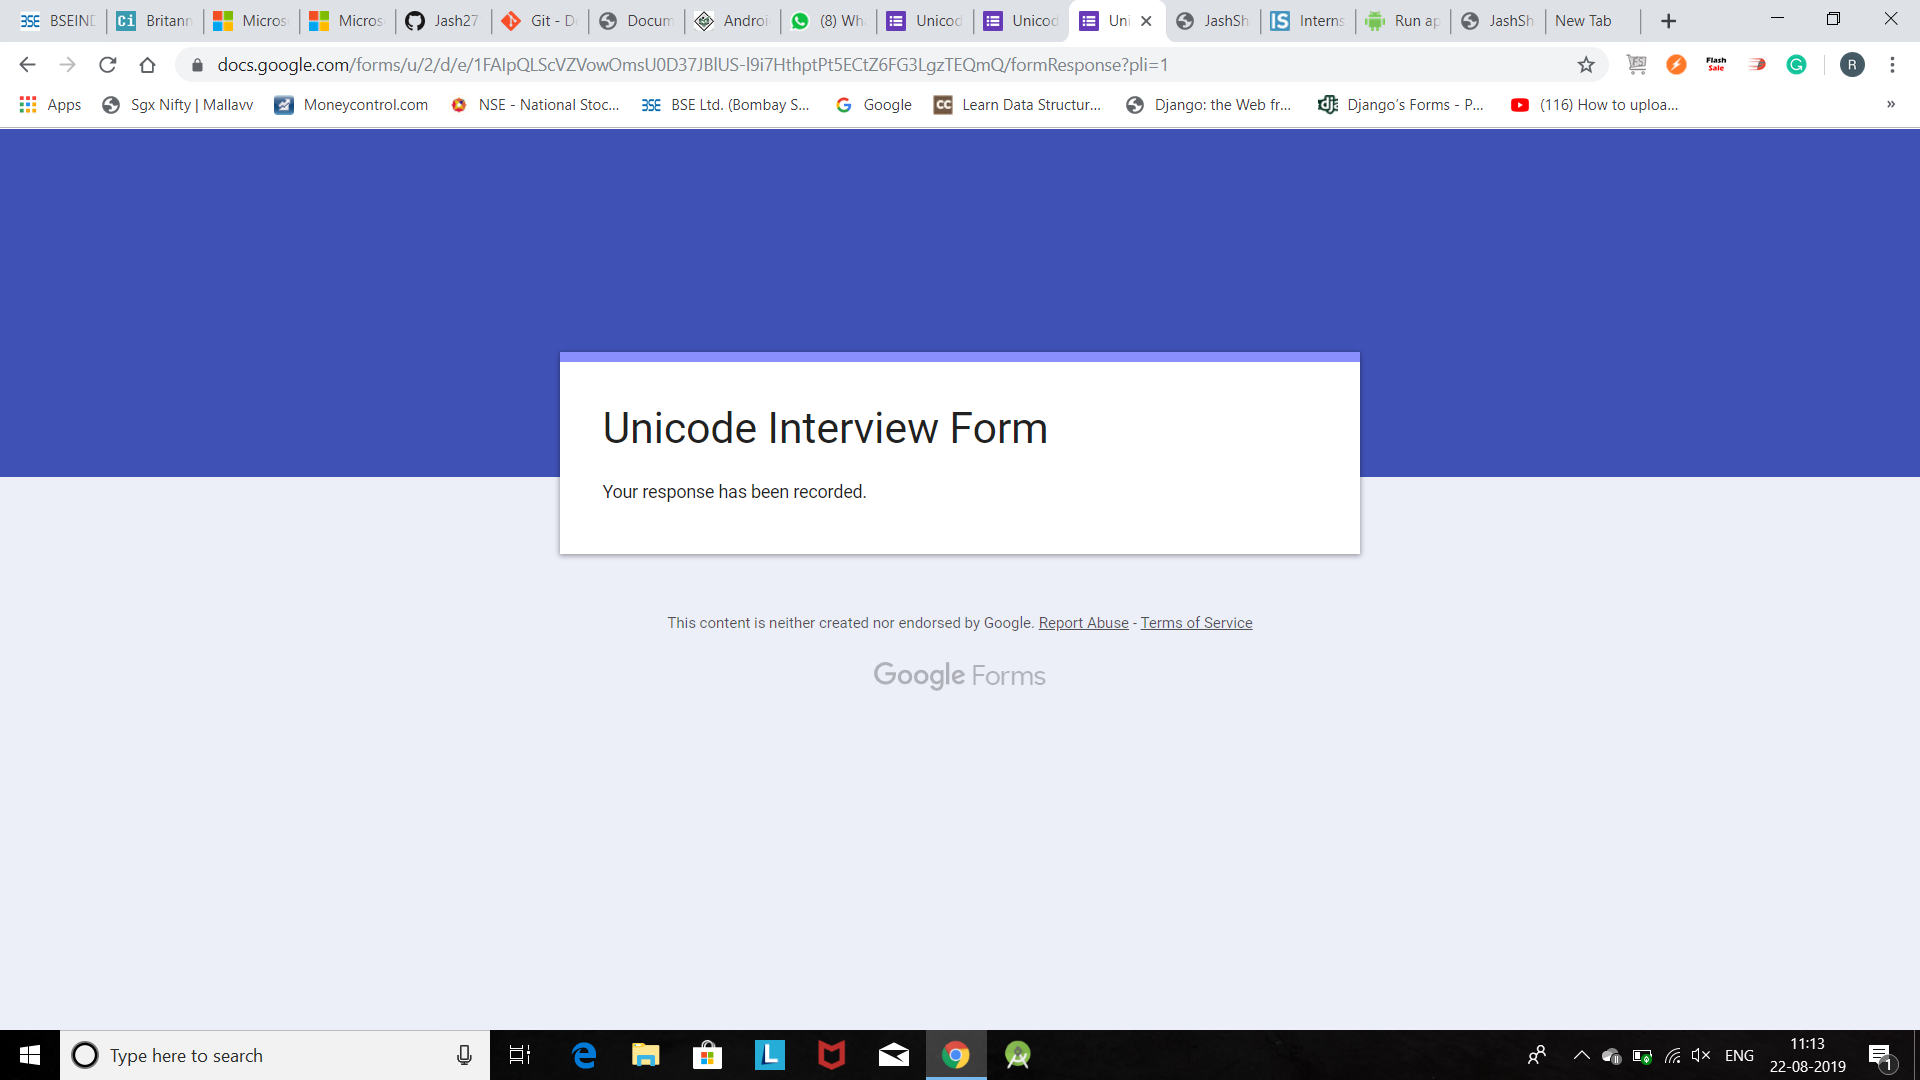 BSEIND
Britann
Micros
Micros
Jash27
Git - Do
Docum
Androi
(8) Wh
Unicod
Unicod
Uni
JashSh
Interns
Run ap
JashSh
New Tab
docs.google.com/forms/u/2/d/e/1FAIpQLScVZVowOmsU0D37JBlUS-l9i7HthptPt5ECtZ6FG3LgzTEQmQ/formResponse?pli=1
Flash
Sale
R
Apps
Sgx Nifty | Mallavv
Moneycontrol.com
NSE - National Stoc...
BSE Ltd. (Bombay S...
Google
Learn Data Structur...
Django: the Web fr...
Django's Forms - P...
(116) How to uploa...
Unicode Interview Form
Your response has been recorded.
This content is neither created nor endorsed by Google. Report Abuse - Terms of Service
Google Forms
Type here to search
ENG
11:13
22-08-2019
1